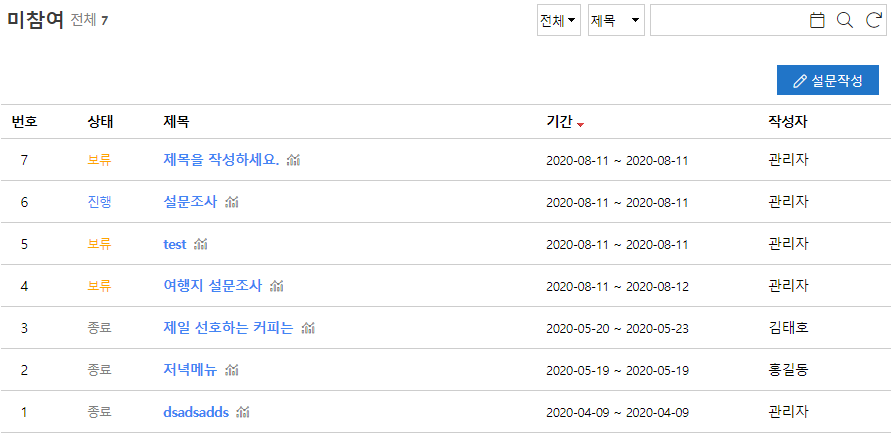 미참여 전체 7 전체 제목
설문작성
번호 상태 제목 기간 작성자
7 보류 제목을 작성하세요. 2020-08-11 ~ 2020-08-11 관리자
6 진행 설문조사 2020-08-11 ~ 2020-08-11 관리자
5 보류 test 2020-08-11 ~ 2020-08-11 관리자
4 보류 여행지 설문조사 2020-08-11 ~ 2020-08-12 관리자
3 종료 제일 선호하는 커피는 2020-05-20 ~ 2020-05-23 김태호
2 종료 저녁메뉴 2020-05-19 ~ 2020-05-19 홍길동
1 종료 dsadsadds 2020-04-09 ~ 2020-04-09 관리자